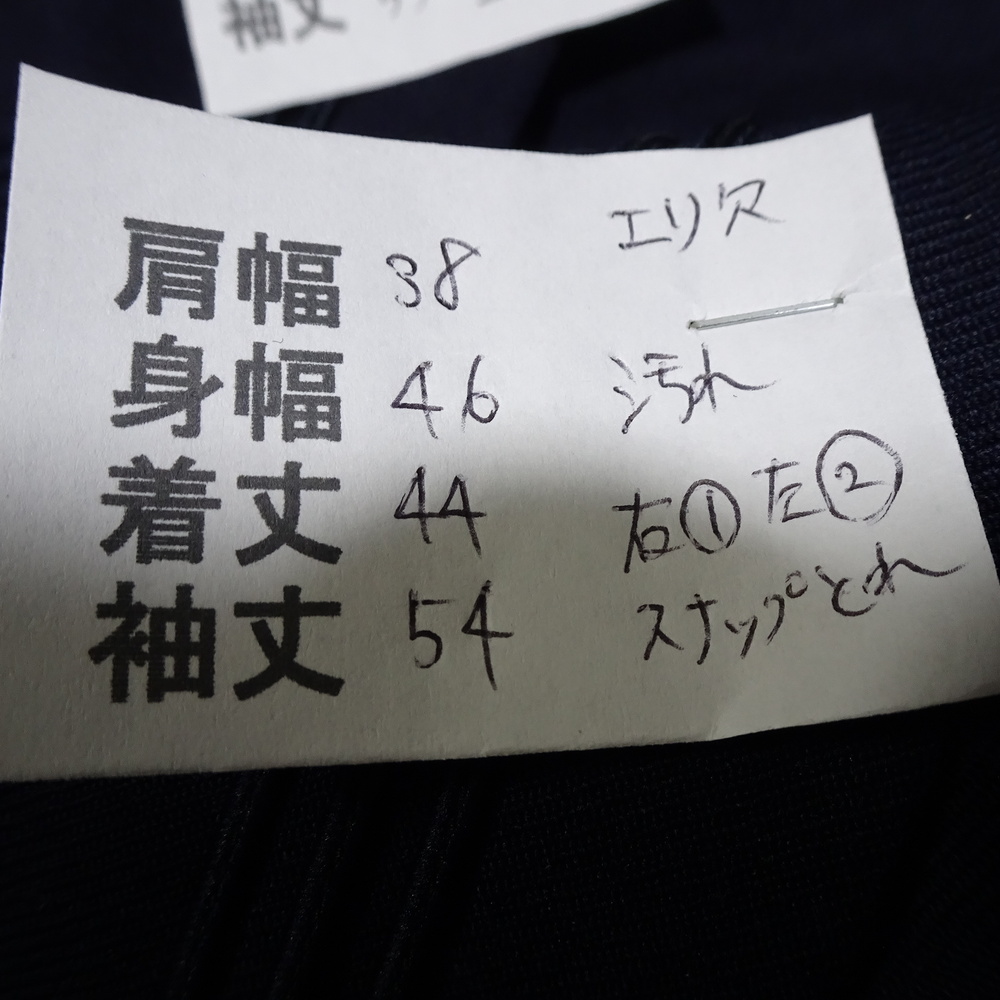 袖丈
肩幅 38 エリ穴
身幅 46 汚れ
着丈 44 右① 左②
袖丈 54 スナップとれ